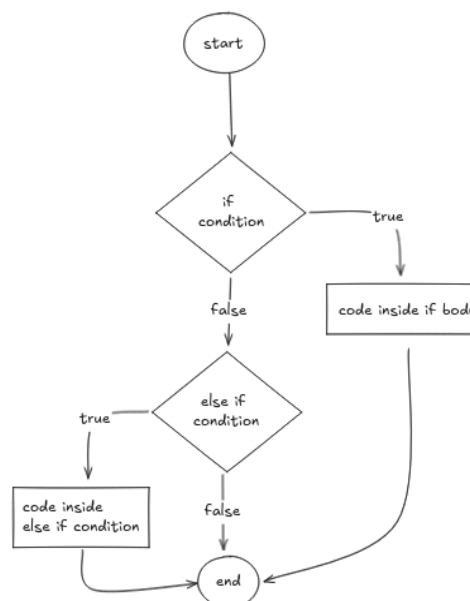 start
if
condition
true
false
code inside if body
else if
condition
true
code inside
else if condition
false
end